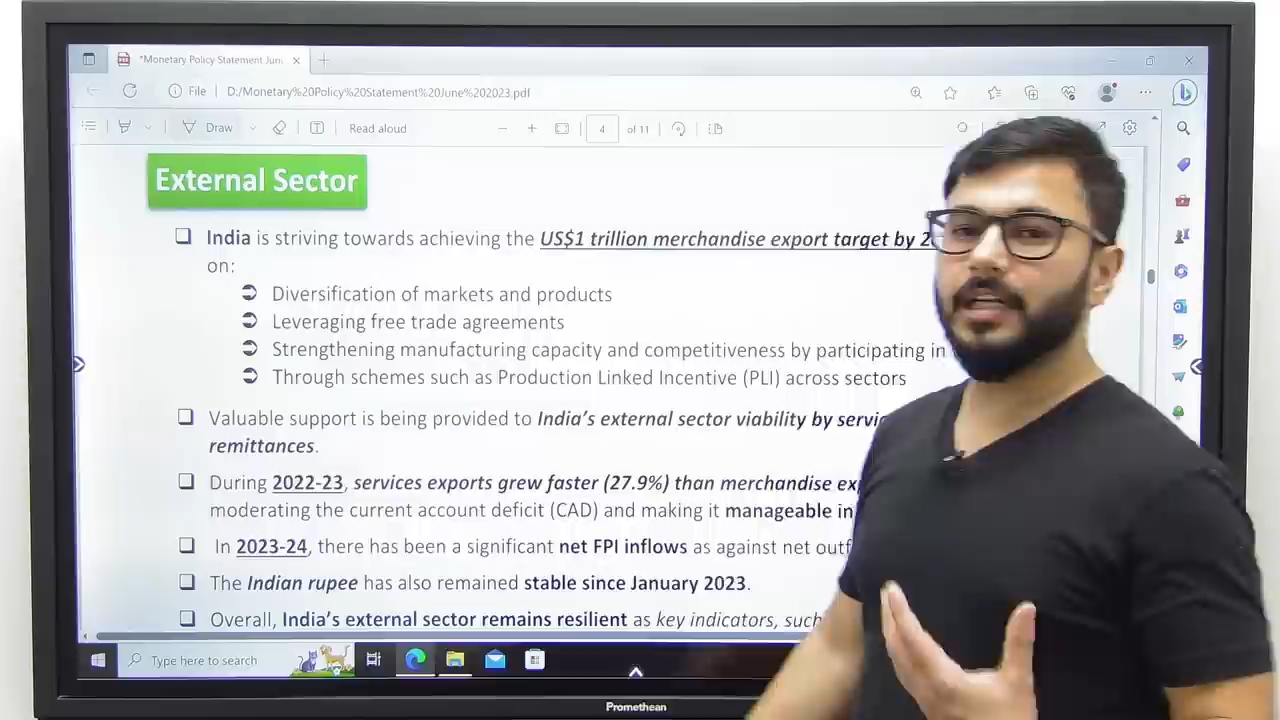 *Monetary Policy Statement Jun
File
D:/Monetary%20Policy%20Statement%20June%202023.pdf
Draw
Read aloud
4
of 11
External Sector
India is striving towards achieving the US$1 trillion merchandise export target by 2
on:
Diversification of markets and products
Leveraging free trade agreements
Strengthening manufacturing capacity and competitiveness by participating in
Through schemes such as Production Linked Incentive (PLI) across sectors
Valuable support is being provided to India's external sector viability by servi
remittances.
During 2022-23, services exports grew faster (27.9%) than merchandise exp
moderating the current account deficit (CAD) and making it manageable in
In 2023-24, there has been a significant net FPI inflows as against net outf
The Indian rupee has also remained stable since January 2023.
Overall, India's external sector remains resilient as key indicators, such
Type here to search
Promethean